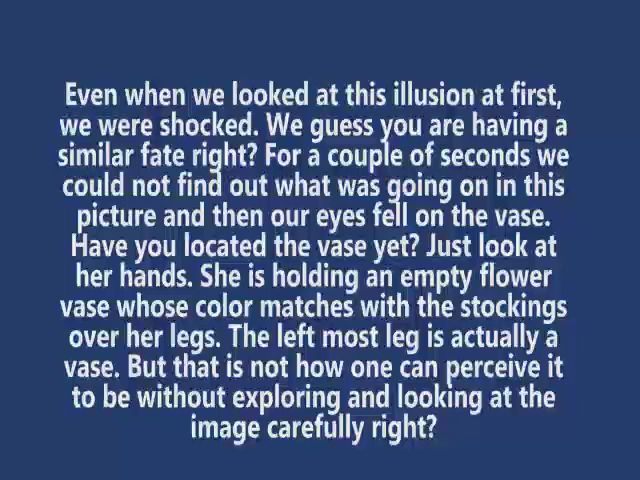 Even when we looked at this illusion at first,
we were shocked. We guess you are having a
similar fate right? For a couple of seconds we
could not find out what was going on in this
picture and then our eyes fell on the vase.
Have you located the vase yet? Just look at
her hands. She is holding an empty flower
vase whose color matches with the stockings
over her legs. The left most leg is actually a
vase. But that is not how one can perceive it
to be without exploring and looking at the
image carefully right?